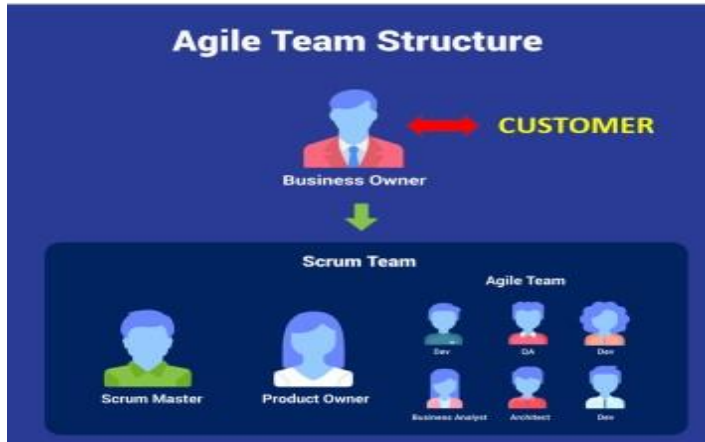 Agile Team Structure
CUSTOMER
Business Owner
Scrum Team
Agile Team
Dev QA Dev
Scrum Master Product Owner
Business Analyst Architect Dev